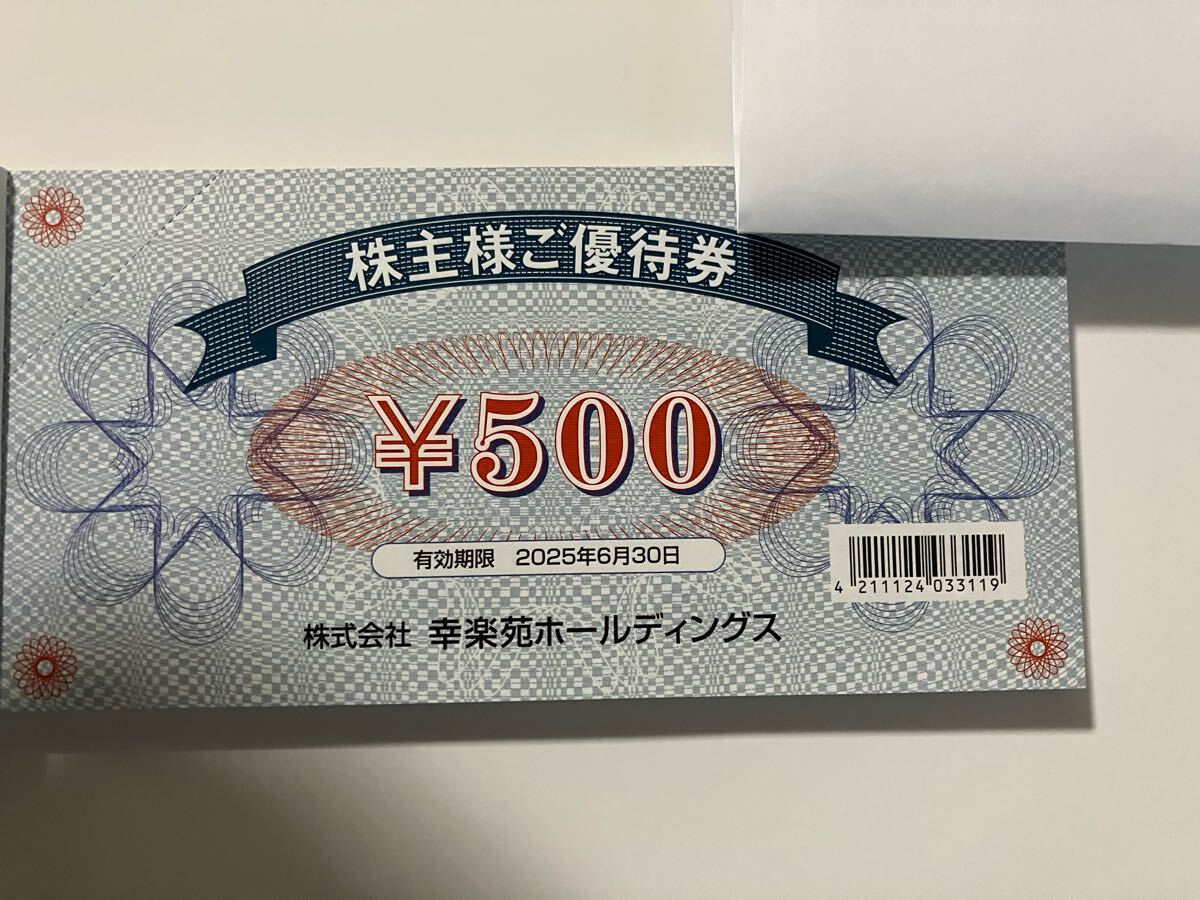 株主様ご優待券
¥500
有効期限 2025年6月30日
4 211124 033119
株式会社 幸楽苑ホールディングス